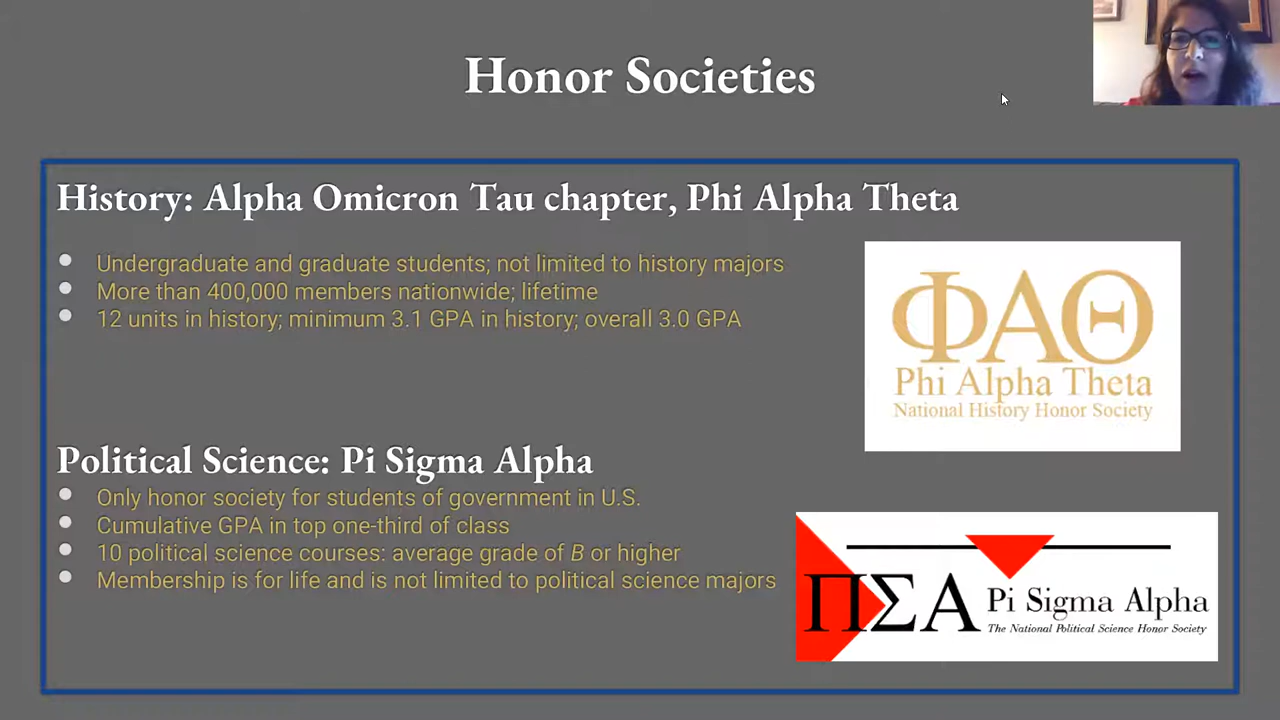 Honor Societies
History: Alpha Omicron Tau chapter, Phi Alpha Theta
Undergraduate and graduate students; not limited to history majors
More than 400,000 members nationwide; lifetime
12 units in history; minimum 3.1 GPA in history; overall 3.0 GPA
ΦΑΘ
Phi Alpha Theta
National History Honor Society
Political Science: Pi Sigma Alpha
Only honor society for students of government in U.S.
Cumulative GPA in top one-third of class
10 political science courses: average grade of B or higher
Membership is for life and is not limited to political science majors
ΠΣΑ
Pi Sigma Alpha
The National Political Science Honor Society